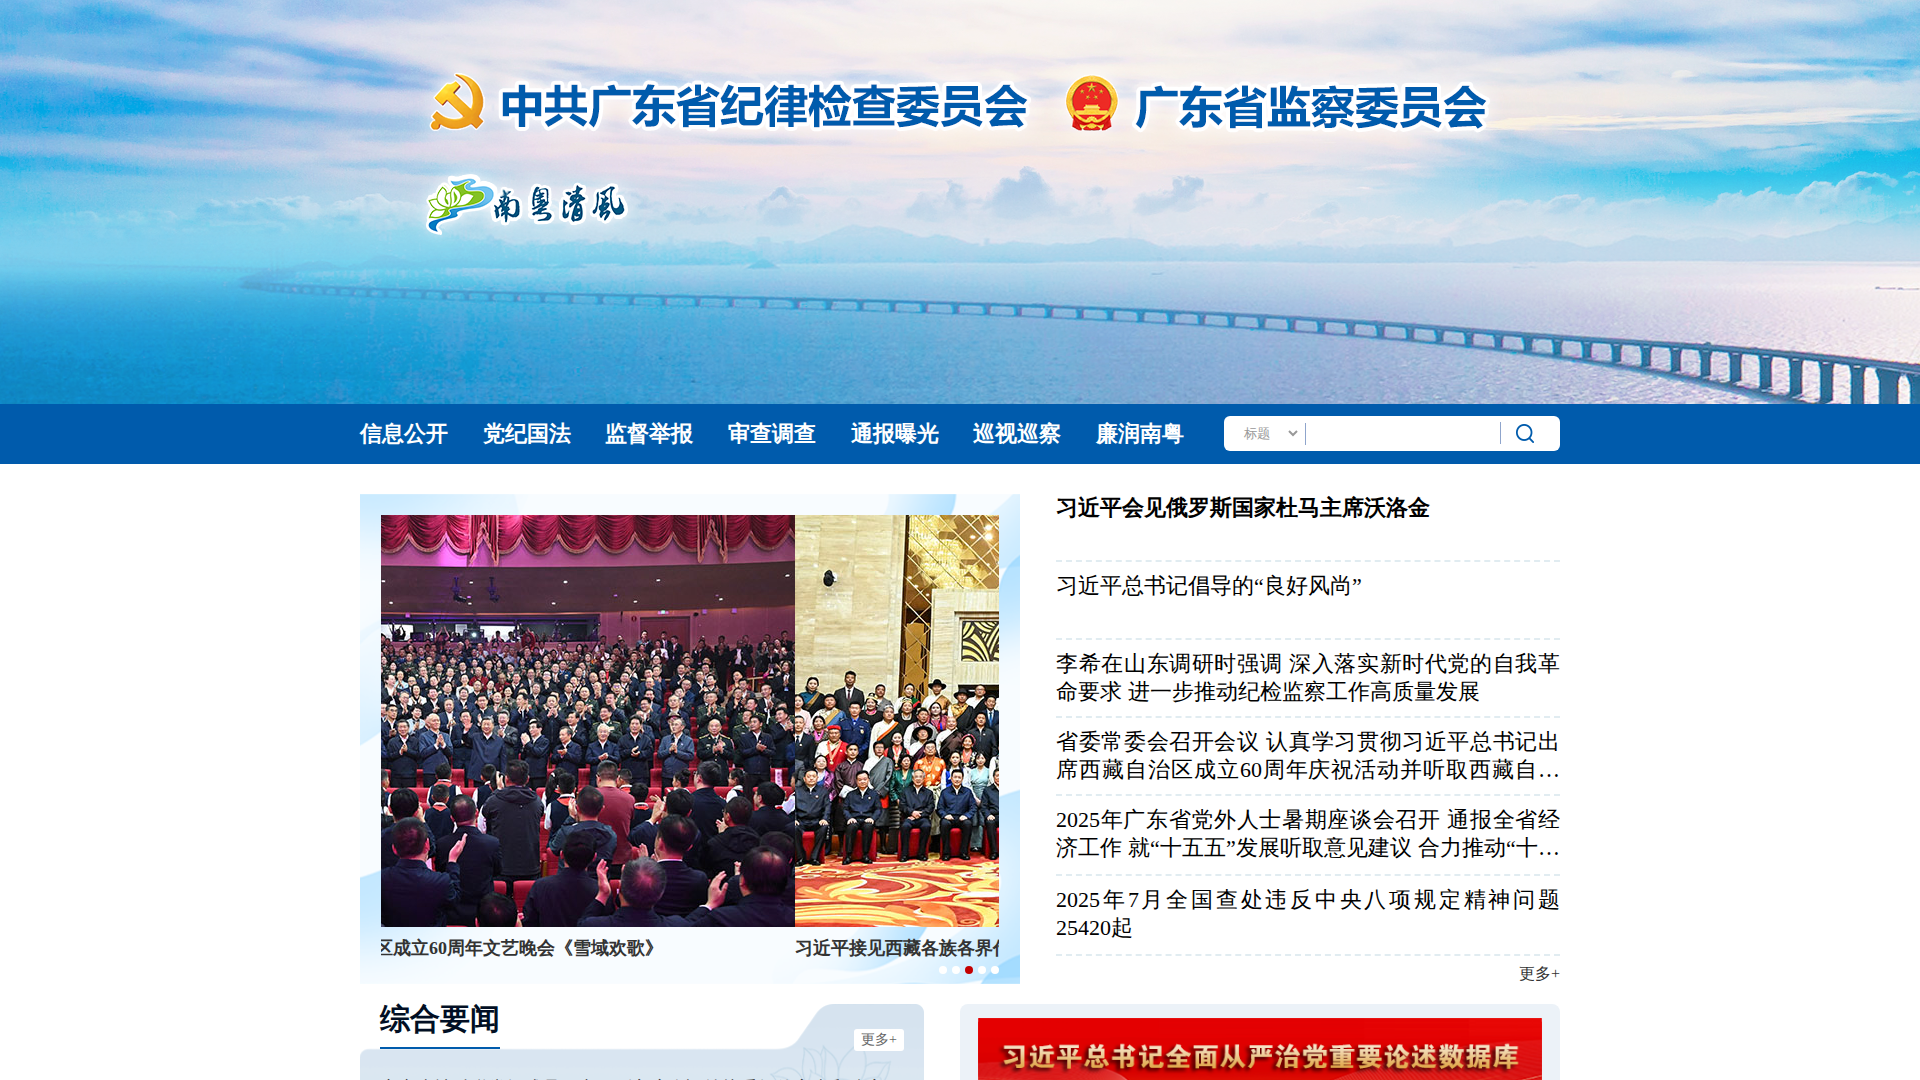 中共广东省纪律检查委员会 广东省监察委员会
南粤清風
信息公开 党纪国法 监督举报 审查调查 通报曝光 巡视巡察 廉润南粤 标题
区成立60周年文艺晚会《雪域欢歌》
习近平接见西藏各族各界
习近平会见俄罗斯国家杜马主席沃洛金
习近平总书记倡导的“良好风尚”
李希在山东调研时强调 深入落实新时代党的自我革
命要求 进一步推动纪检监察工作高质量发展
省委常委会召开会议 认真学习贯彻习近平总书记出
席西藏自治区成立60周年庆祝活动并听取西藏自…
2025年广东省党外人士暑期座谈会召开 通报全省经
济工作 就“十五五”发展听取意见建议 合力推动“十…
2025年7月全国查处违反中央八项规定精神问题
25420起
更多+
综合要闻
更多+
习近平总书记全面从严治党重要论述数据库